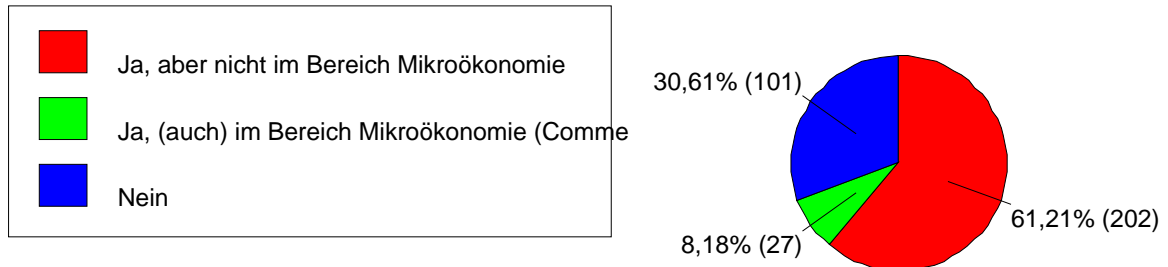 Ja, aber nicht im Bereich Mikroökonomie
Ja, (auch) im Bereich Mikroökonomie (Comme
Nein
30,61% (101)
61,21% (202)
8,18% (27)